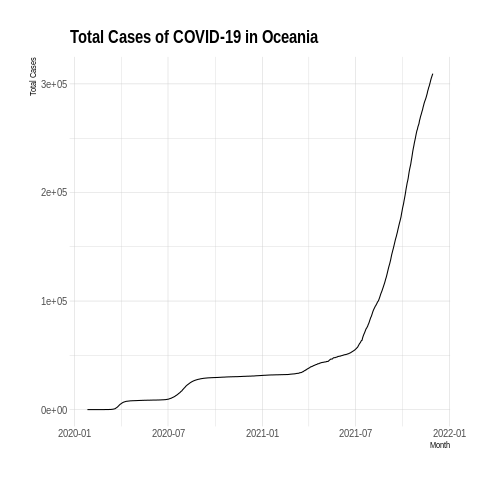 Total Cases of COVID-19 in Oceania
Total Cases
3e+05
2e+05
1e+05
0e+00
2020-01 2020-07 2021-01 2021-07 2022-01
Month